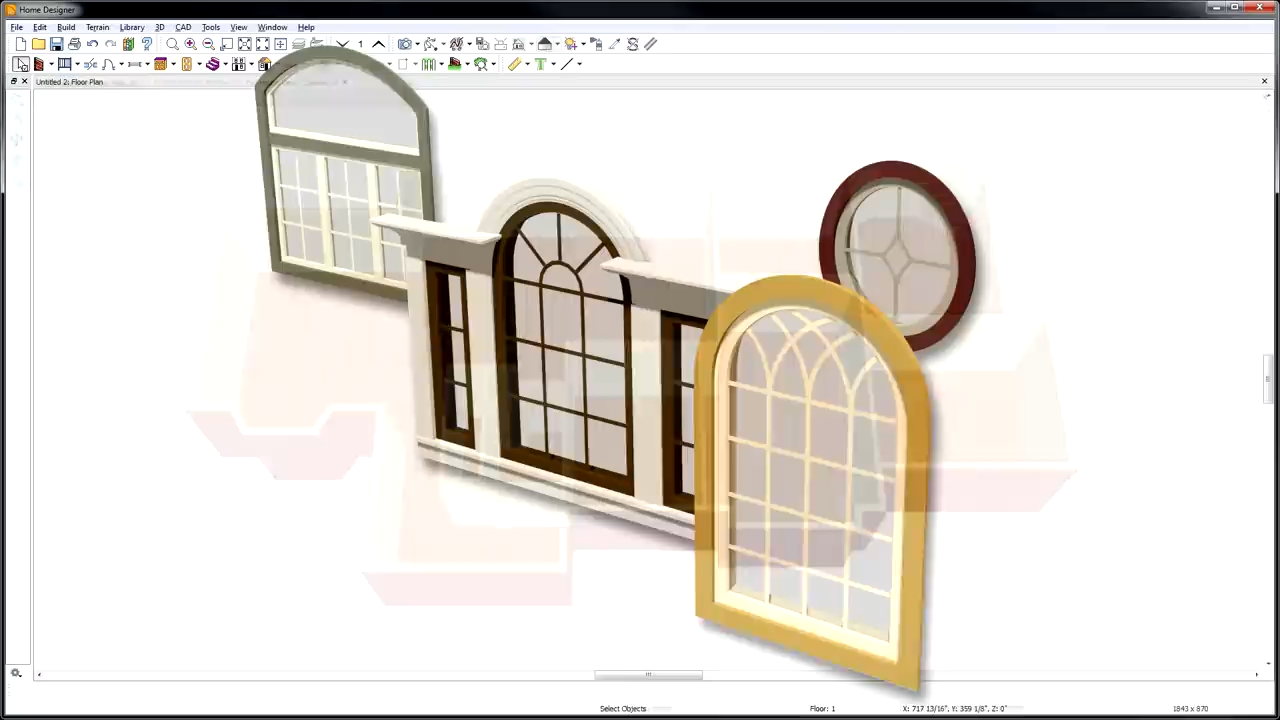 Home Designer
File Edit Build Terrain Library 3D CAD Tools View Window Help
1
T
Untitled 2: Floor Plan
Select Objects Floor: 1 X: 717 13/16", Y: 359 1/8", Z: 0" 1843 x 870